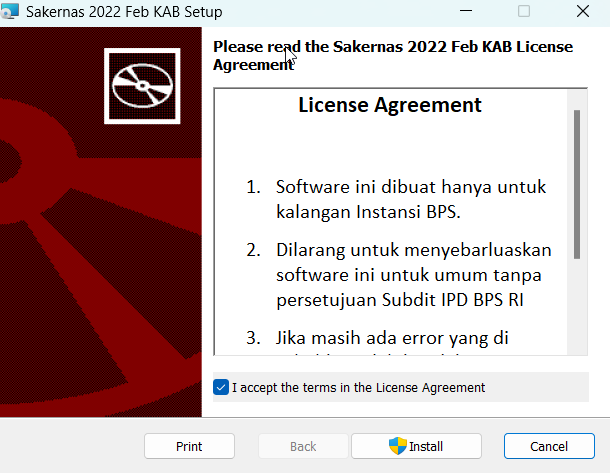 Sakernas 2022 Feb KAB Setup
Please read the Sakernas 2022 Feb KAB License
Agreement
License Agreement
1. Software ini dibuat hanya untuk
kalangan Instansi BPS.
2. Dilarang untuk menyebarluaskan
software ini untuk umum tanpa
persetujuan Subdit IPD BPS RI
3. Jika masih ada error yang di
I accept the terms in the License Agreement
Print
Back
Install
Cancel